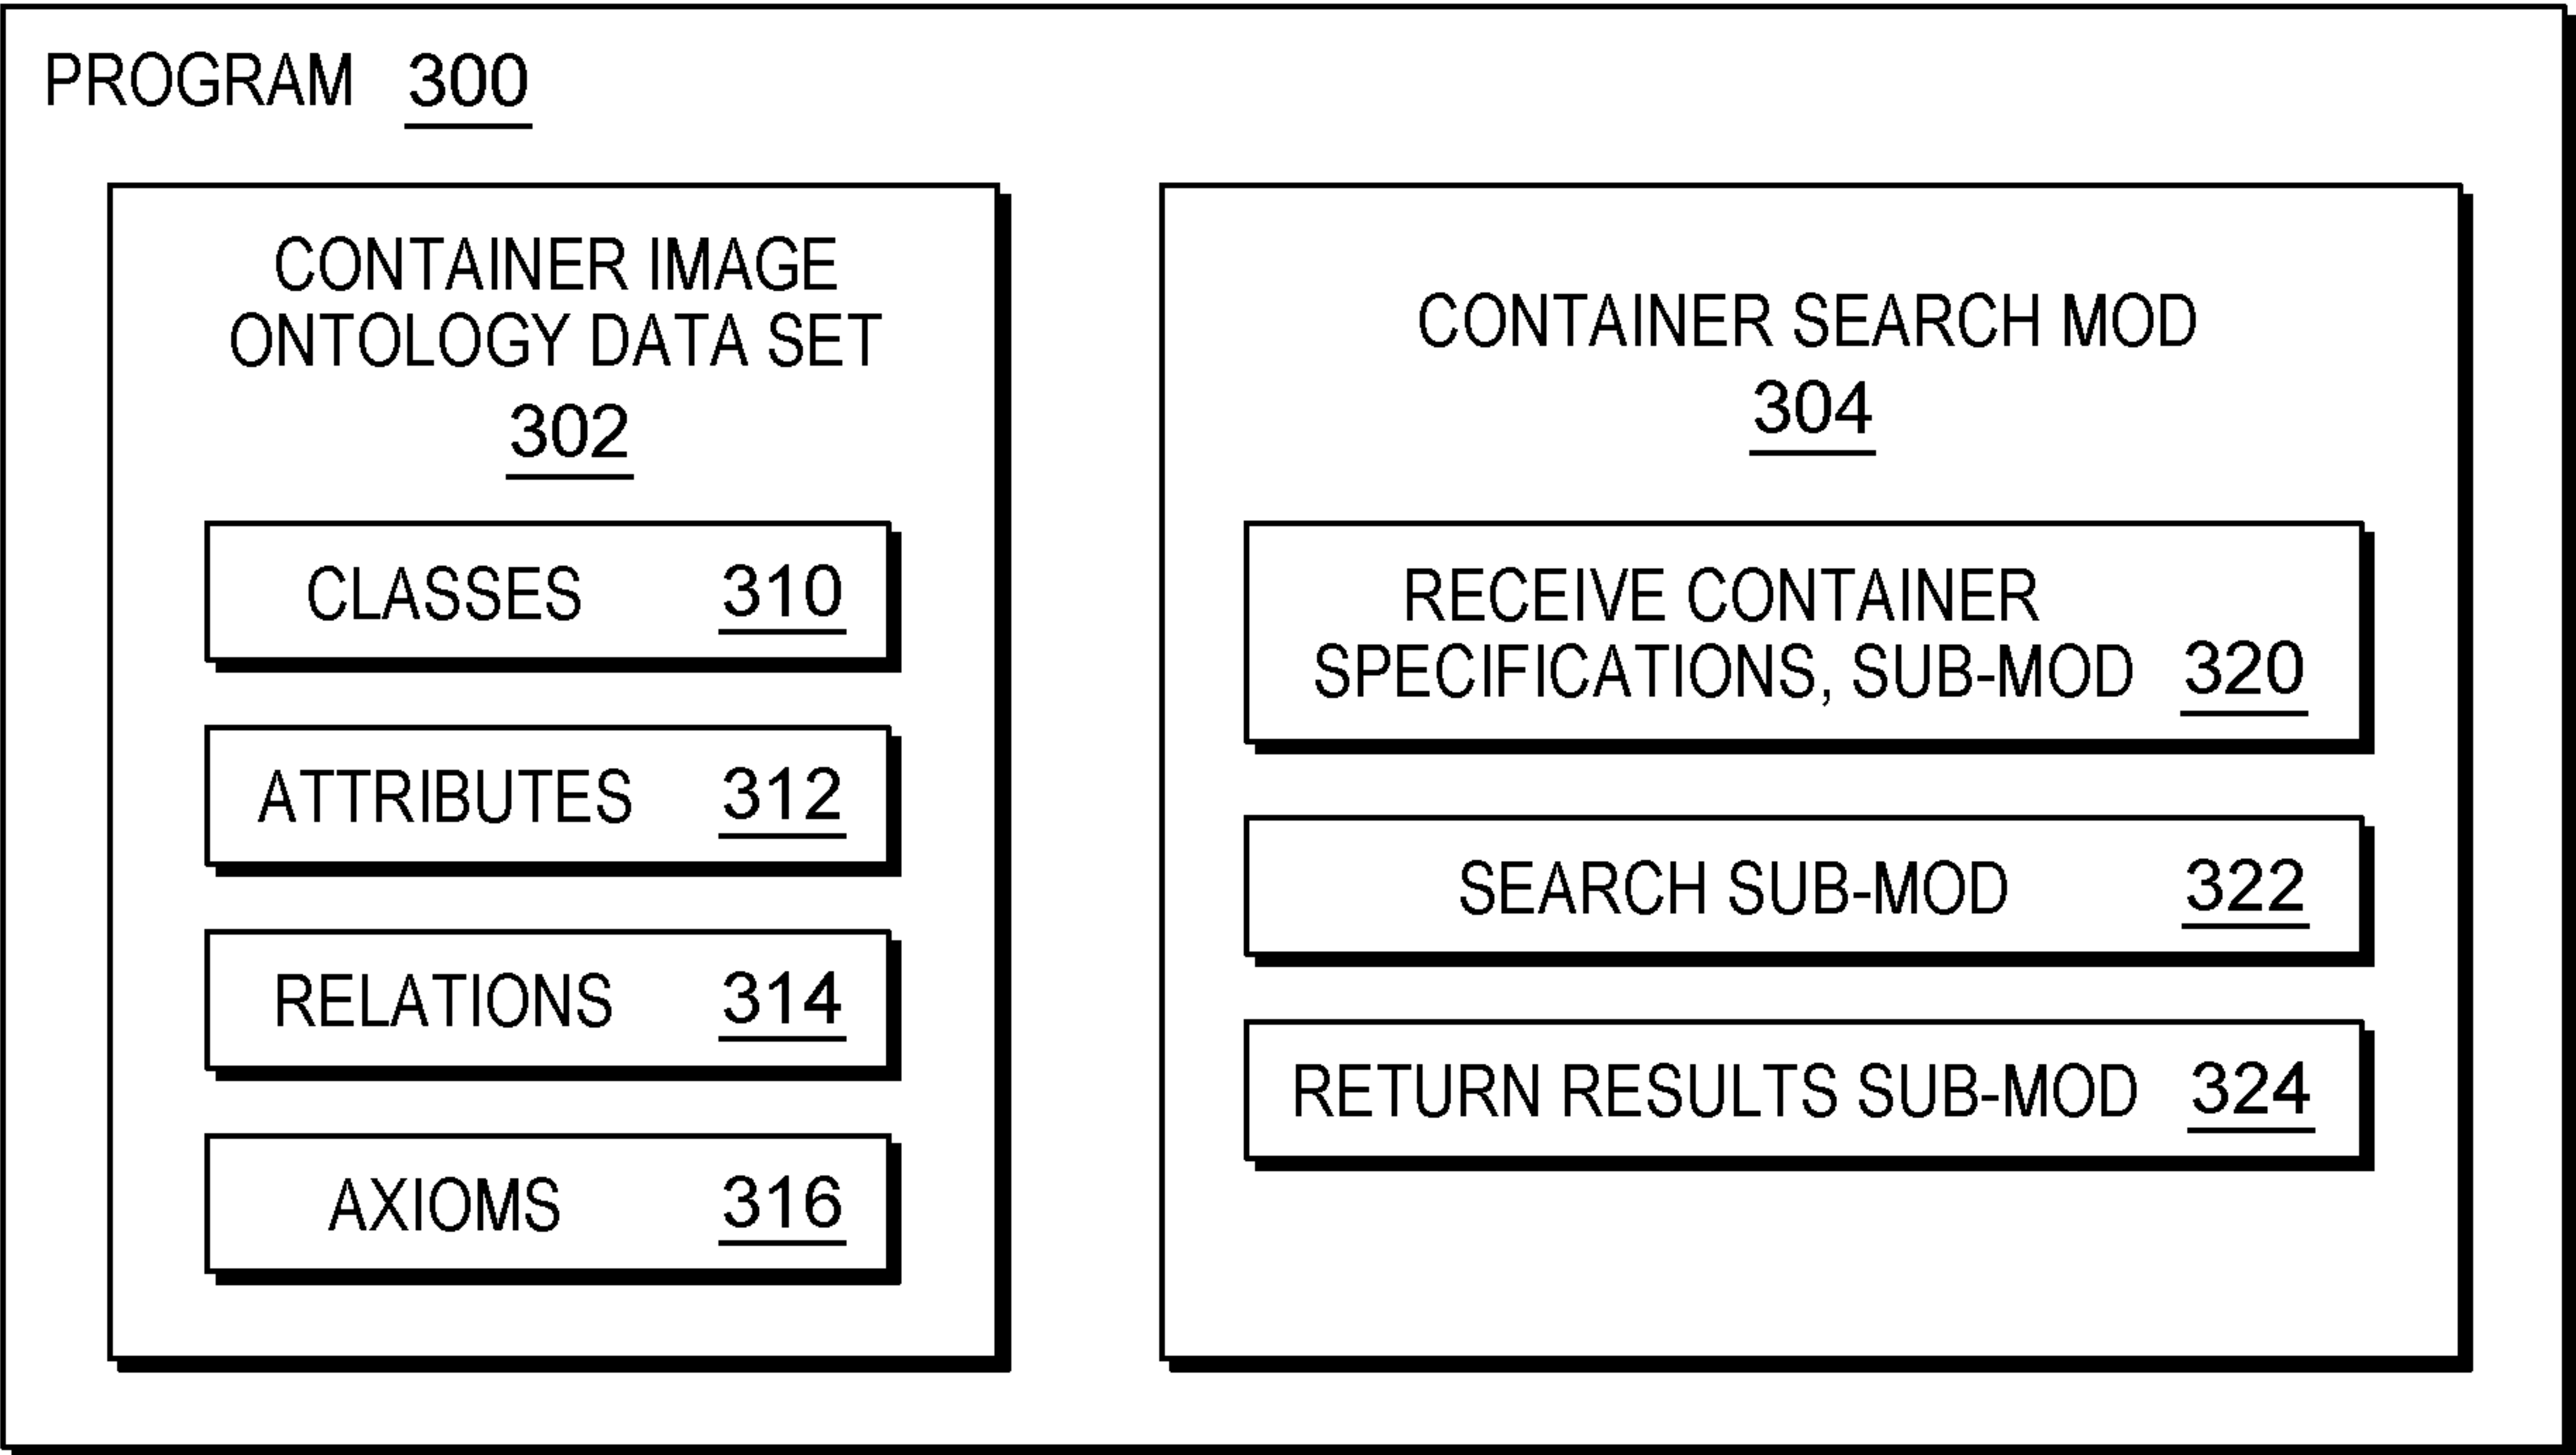 PROGRAM 300
CONTAINER IMAGE
ONTOLOGY DATA SET
302
CLASSES 310
ATTRIBUTES 312
RELATIONS 314
AXIOMS 316
CONTAINER SEARCH MOD
304
RECEIVE CONTAINER
SPECIFICATIONS, SUB-MOD 320
SEARCH SUB-MOD 322
RETURN RESULTS SUB-MOD 324